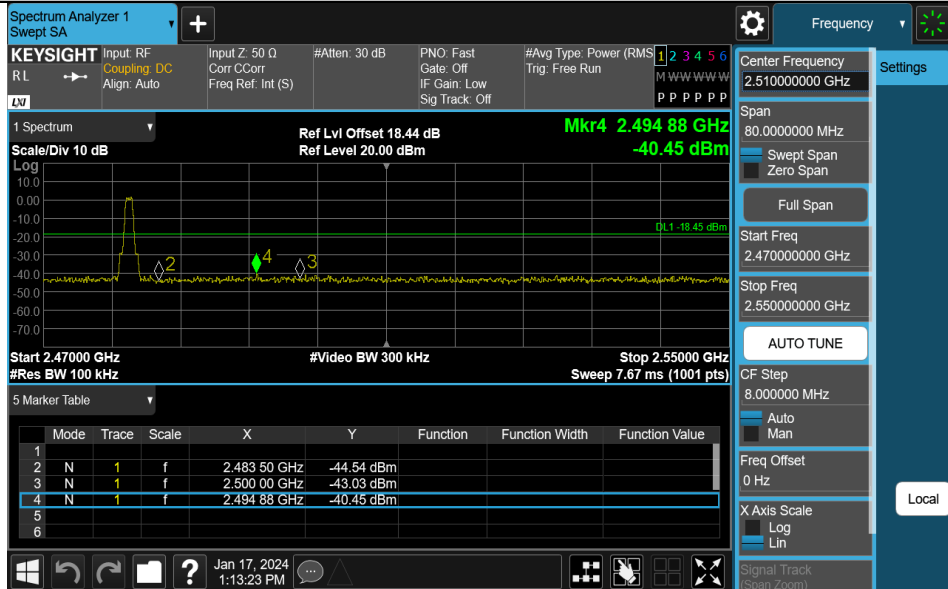 Spectrum Analyzer 1
Swept SA
+
Frequency
KEYSIGHT
R L
LXI
Input: RF
Coupling: DC
Align: Auto
Input Z: 50 Ω
Corr CCorr
Freq Ref: Int (S)
#Atten: 30 dB
PNO: Fast
Gate: Off
IF Gain: Low
Sig Track: Off
#Avg Type: Power (RMS
Trig: Free Run
1 2 3 4 5 6
M W W W W W
P P P P P P
1 Spectrum
Scale/Div 10 dB
Ref Lvl Offset 18.44 dB
Ref Level 20.00 dBm
Mkr4 2.494 88 GHz
-40.45 dBm
Log
10.0
0.00
-10.0
-20.0
-30.0
-40.0
-50.0
-60.0
-70.0
DL1 -18.45 dBm
2
4
3
Start 2.47000 GHz
#Video BW 300 kHz
Stop 2.55000 GHz
#Res BW 100 kHz
Sweep 7.67 ms (1001 pts)
5 Marker Table
Mode Trace Scale X Y Function Function Width Function Value
1
2 N 1 f 2.483 50 GHz -44.54 dBm
3 N 1 f 2.500 00 GHz -43.03 dBm
4 N 1 f 2.494 88 GHz -40.45 dBm
5
6
?
Jan 17, 2024
1:13:23 PM
Center Frequency
2.510000000 GHz
Settings
Span
80.0000000 MHz
Swept Span
Zero Span
Full Span
Start Freq
2.470000000 GHz
Stop Freq
2.550000000 GHz
AUTO TUNE
CF Step
8.000000 MHz
Auto
Man
Freq Offset
0 Hz
Local
X Axis Scale
Log
Lin
Signal Track
(Span Zoom)